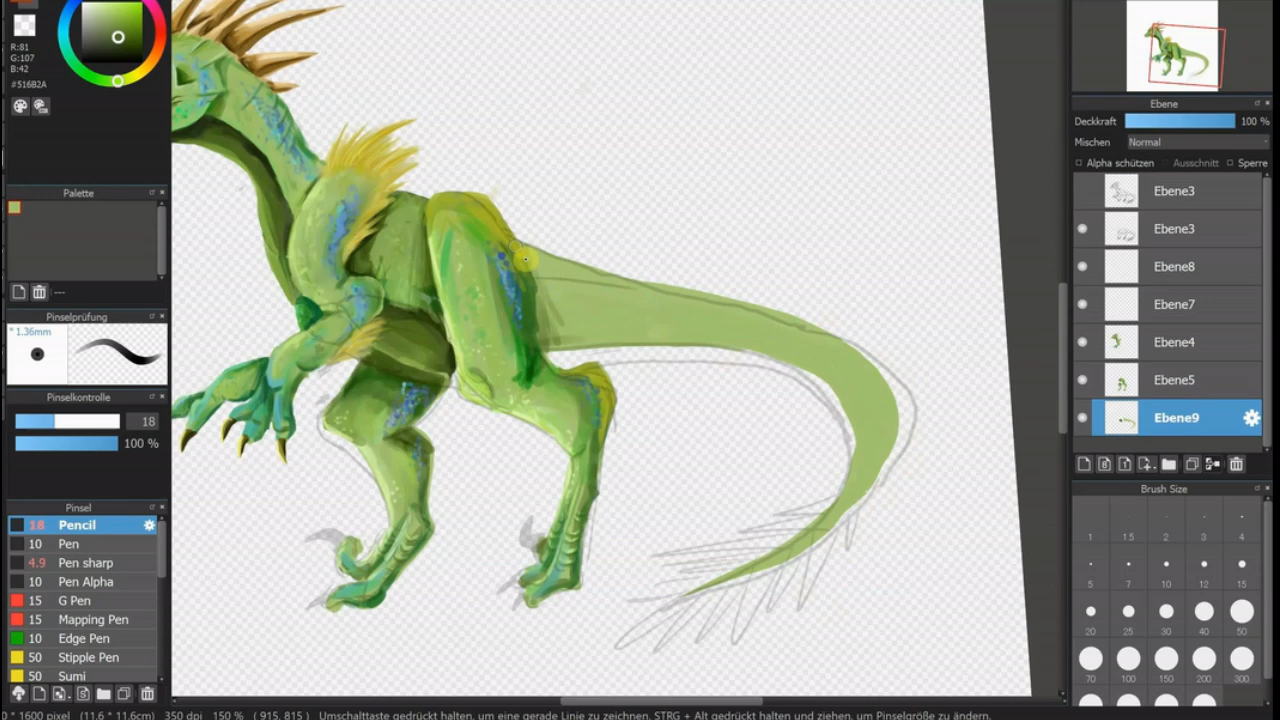 R:81
G:107
B:42
#516B2A
Palette
---
Pinselprüfung
* 1.36mm
Pinselkontrolle
18
100 %
Pinsel
18 Pencil
10 Pen
4.9 Pen sharp
10 Pen Alpha
15 G Pen
15 Mapping Pen
10 Edge Pen
50 Stipple Pen
50 Sumi
Ebene
Deckkraft 100 %
Mischen Normal
Alpha schützen Ausschnitt Sperre
Ebene3
Ebene3
Ebene8
Ebene7
Ebene4
Ebene5
Ebene9
Brush Size
1 1.5 2 3 4
5 7 10 12 15
20 25 30 40 50
70 100 150 200 300
0 * 1600 pixel (11.6 * 11.6cm) 350 dpi 150 % ( 915, 815 ) Umschalttaste gedrückt halten, um eine gerade Linie zu zeichnen, STRG + Alt gedrückt halten und ziehen, um Pinselgröße zu ändern.